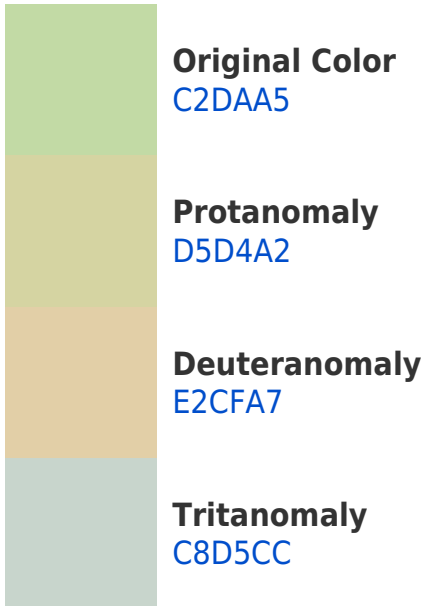 Original Color
C2DAA5
Protanomaly
D5D4A2
Deuteranomaly
E2CFA7
Tritanomaly
C8D5CC